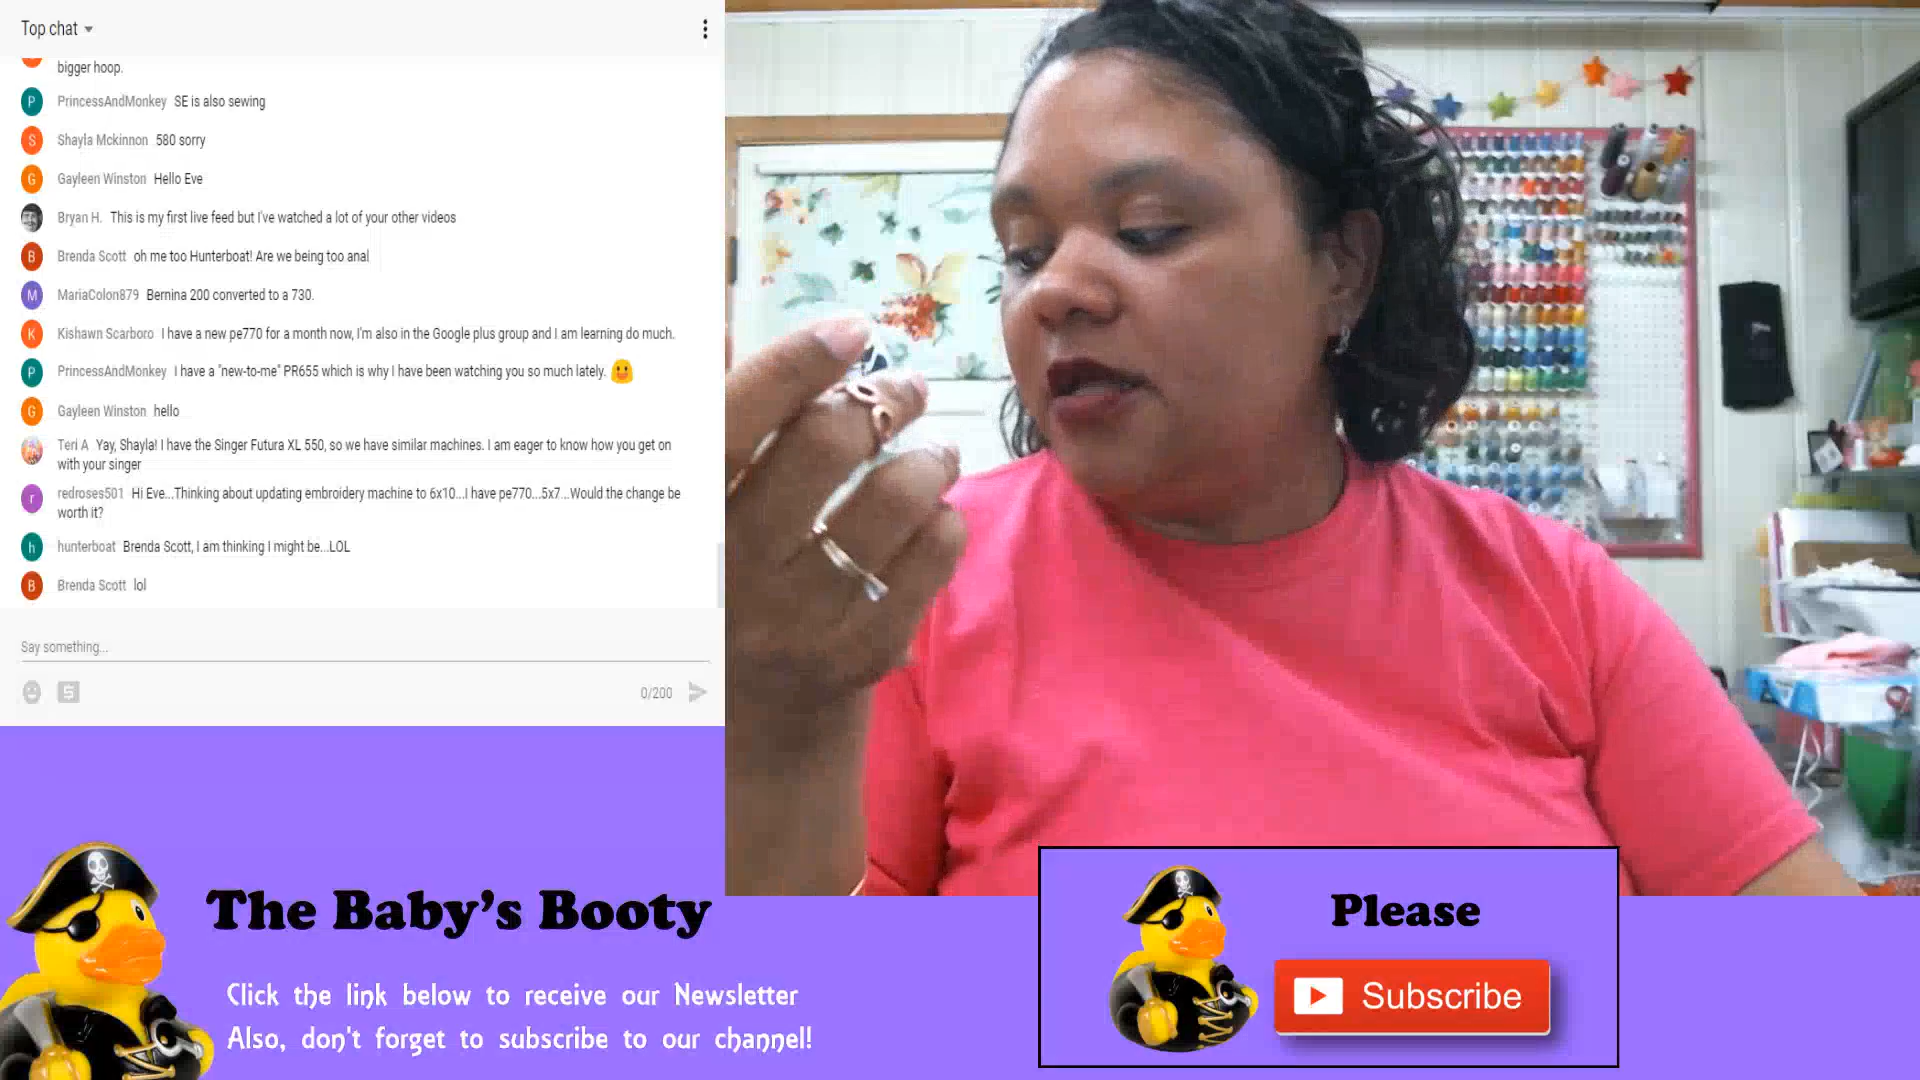 Top chat
bigger hoop.
P PrincessAndMonkey SE is also sewing
S Shayla Mckinnon 580 sorry
G Gayleen Winston Hello Eve
Bryan H. This is my first live feed but I've watched a lot of your other videos
B Brenda Scott oh me too Hunterboat! Are we being too anal
M MariaColon879 Bernina 200 converted to a 730.
K Kishawn Scarboro I have a new pe770 for a month now, I'm also in the Google plus group and I am learning do much.
P PrincessAndMonkey I have a "new-to-me" PR655 which is why I have been watching you so much lately.
G Gayleen Winston hello
Teri A Yay, Shayla! I have the Singer Futura XL 550, so we have similar machines. I am eager to know how you get on
with your singer
r redroses501 Hi Eve...Thinking about updating embroidery machine to 6x10...I have pe770...5x7...Would the change be
worth it?
h hunterboat Brenda Scott, I am thinking I might be...LOL
B Brenda Scott lol
Say something...
0/200
The Baby's Booty
Click the link below to receive our Newsletter
Also, don't forget to subscribe to our channel!
Please
Subscribe